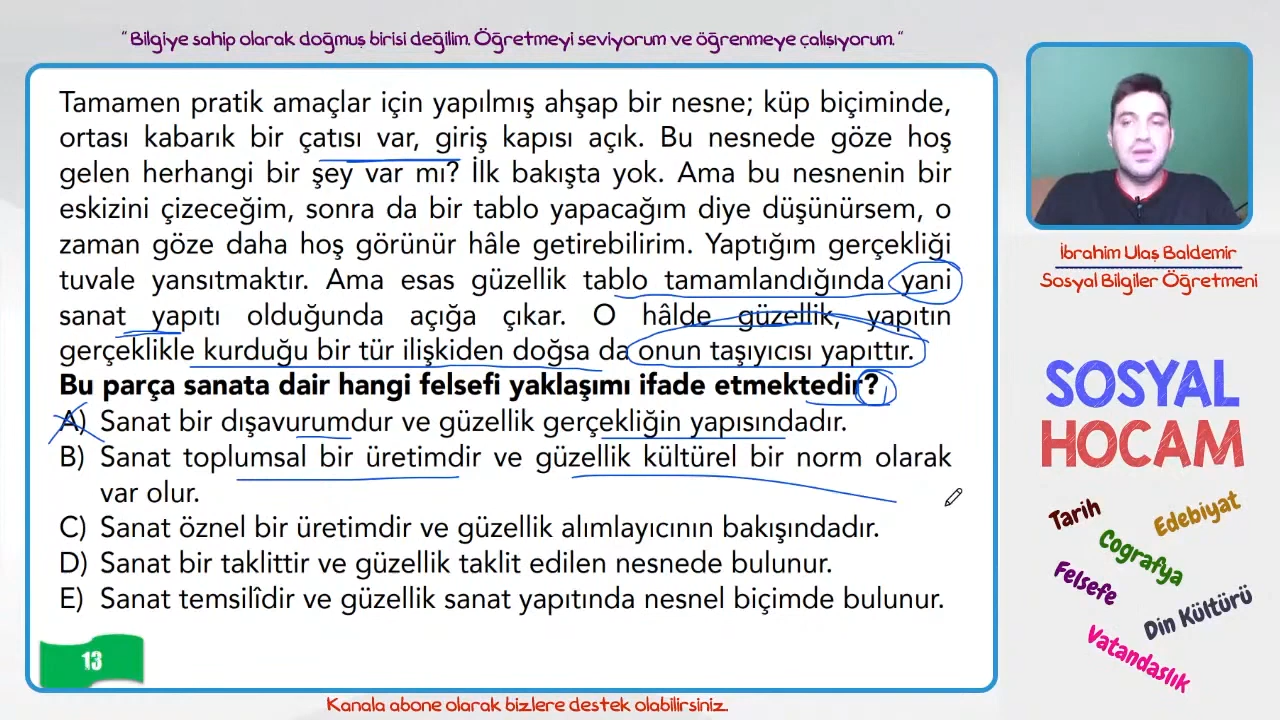 " Bilgiye sahip olarak doğmuş birisi değilim. Öğretmeyi seviyorum ve öğrenmeye çalışıyorum. "
Tamamen pratik amaçlar için yapılmış ahşap bir nesne; küp biçiminde,
ortası kabarık bir çatısı var, giriş kapısı açık. Bu nesnede göze hoş
gelen herhangi bir şey var mı? İlk bakışta yok. Ama bu nesnenin bir
eskizini çizeceğim, sonra da bir tablo yapacağım diye düşünürsem, o
zaman göze daha hoş görünür hâle getirebilirim. Yaptığım gerçekliği
tuvale yansıtmaktır. Ama esas güzellik tablo tamamlandığında yani
sanat yapıtı olduğunda açığa çıkar. O hâlde güzellik, yapıtın
gerçeklikle kurduğu bir tür ilişkiden doğsa da onun taşıyıcısı yapıttır.
Bu parça sanata dair hangi felsefi yaklaşımı ifade etmektedir?
A) Sanat bir dışavurumdur ve güzellik gerçekliğin yapısındadır.
B) Sanat toplumsal bir üretimdir ve güzellik kültürel bir norm olarak
var olur.
C) Sanat öznel bir üretimdir ve güzellik alımlayıcının bakışındadır.
D) Sanat bir taklittir ve güzellik taklit edilen nesnede bulunur.
E) Sanat temsilîdir ve güzellik sanat yapıtında nesnel biçimde bulunur.
13
Kanala abone olarak bizlere destek olabilirsiniz.
İbrahim Ulaş Baldemir
Sosyal Bilgiler Öğretmeni
SOSYAL
HOCAM
Tarih
Edebiyat
Coğrafya
Felsefe
Din Kültürü
Vatandaslık